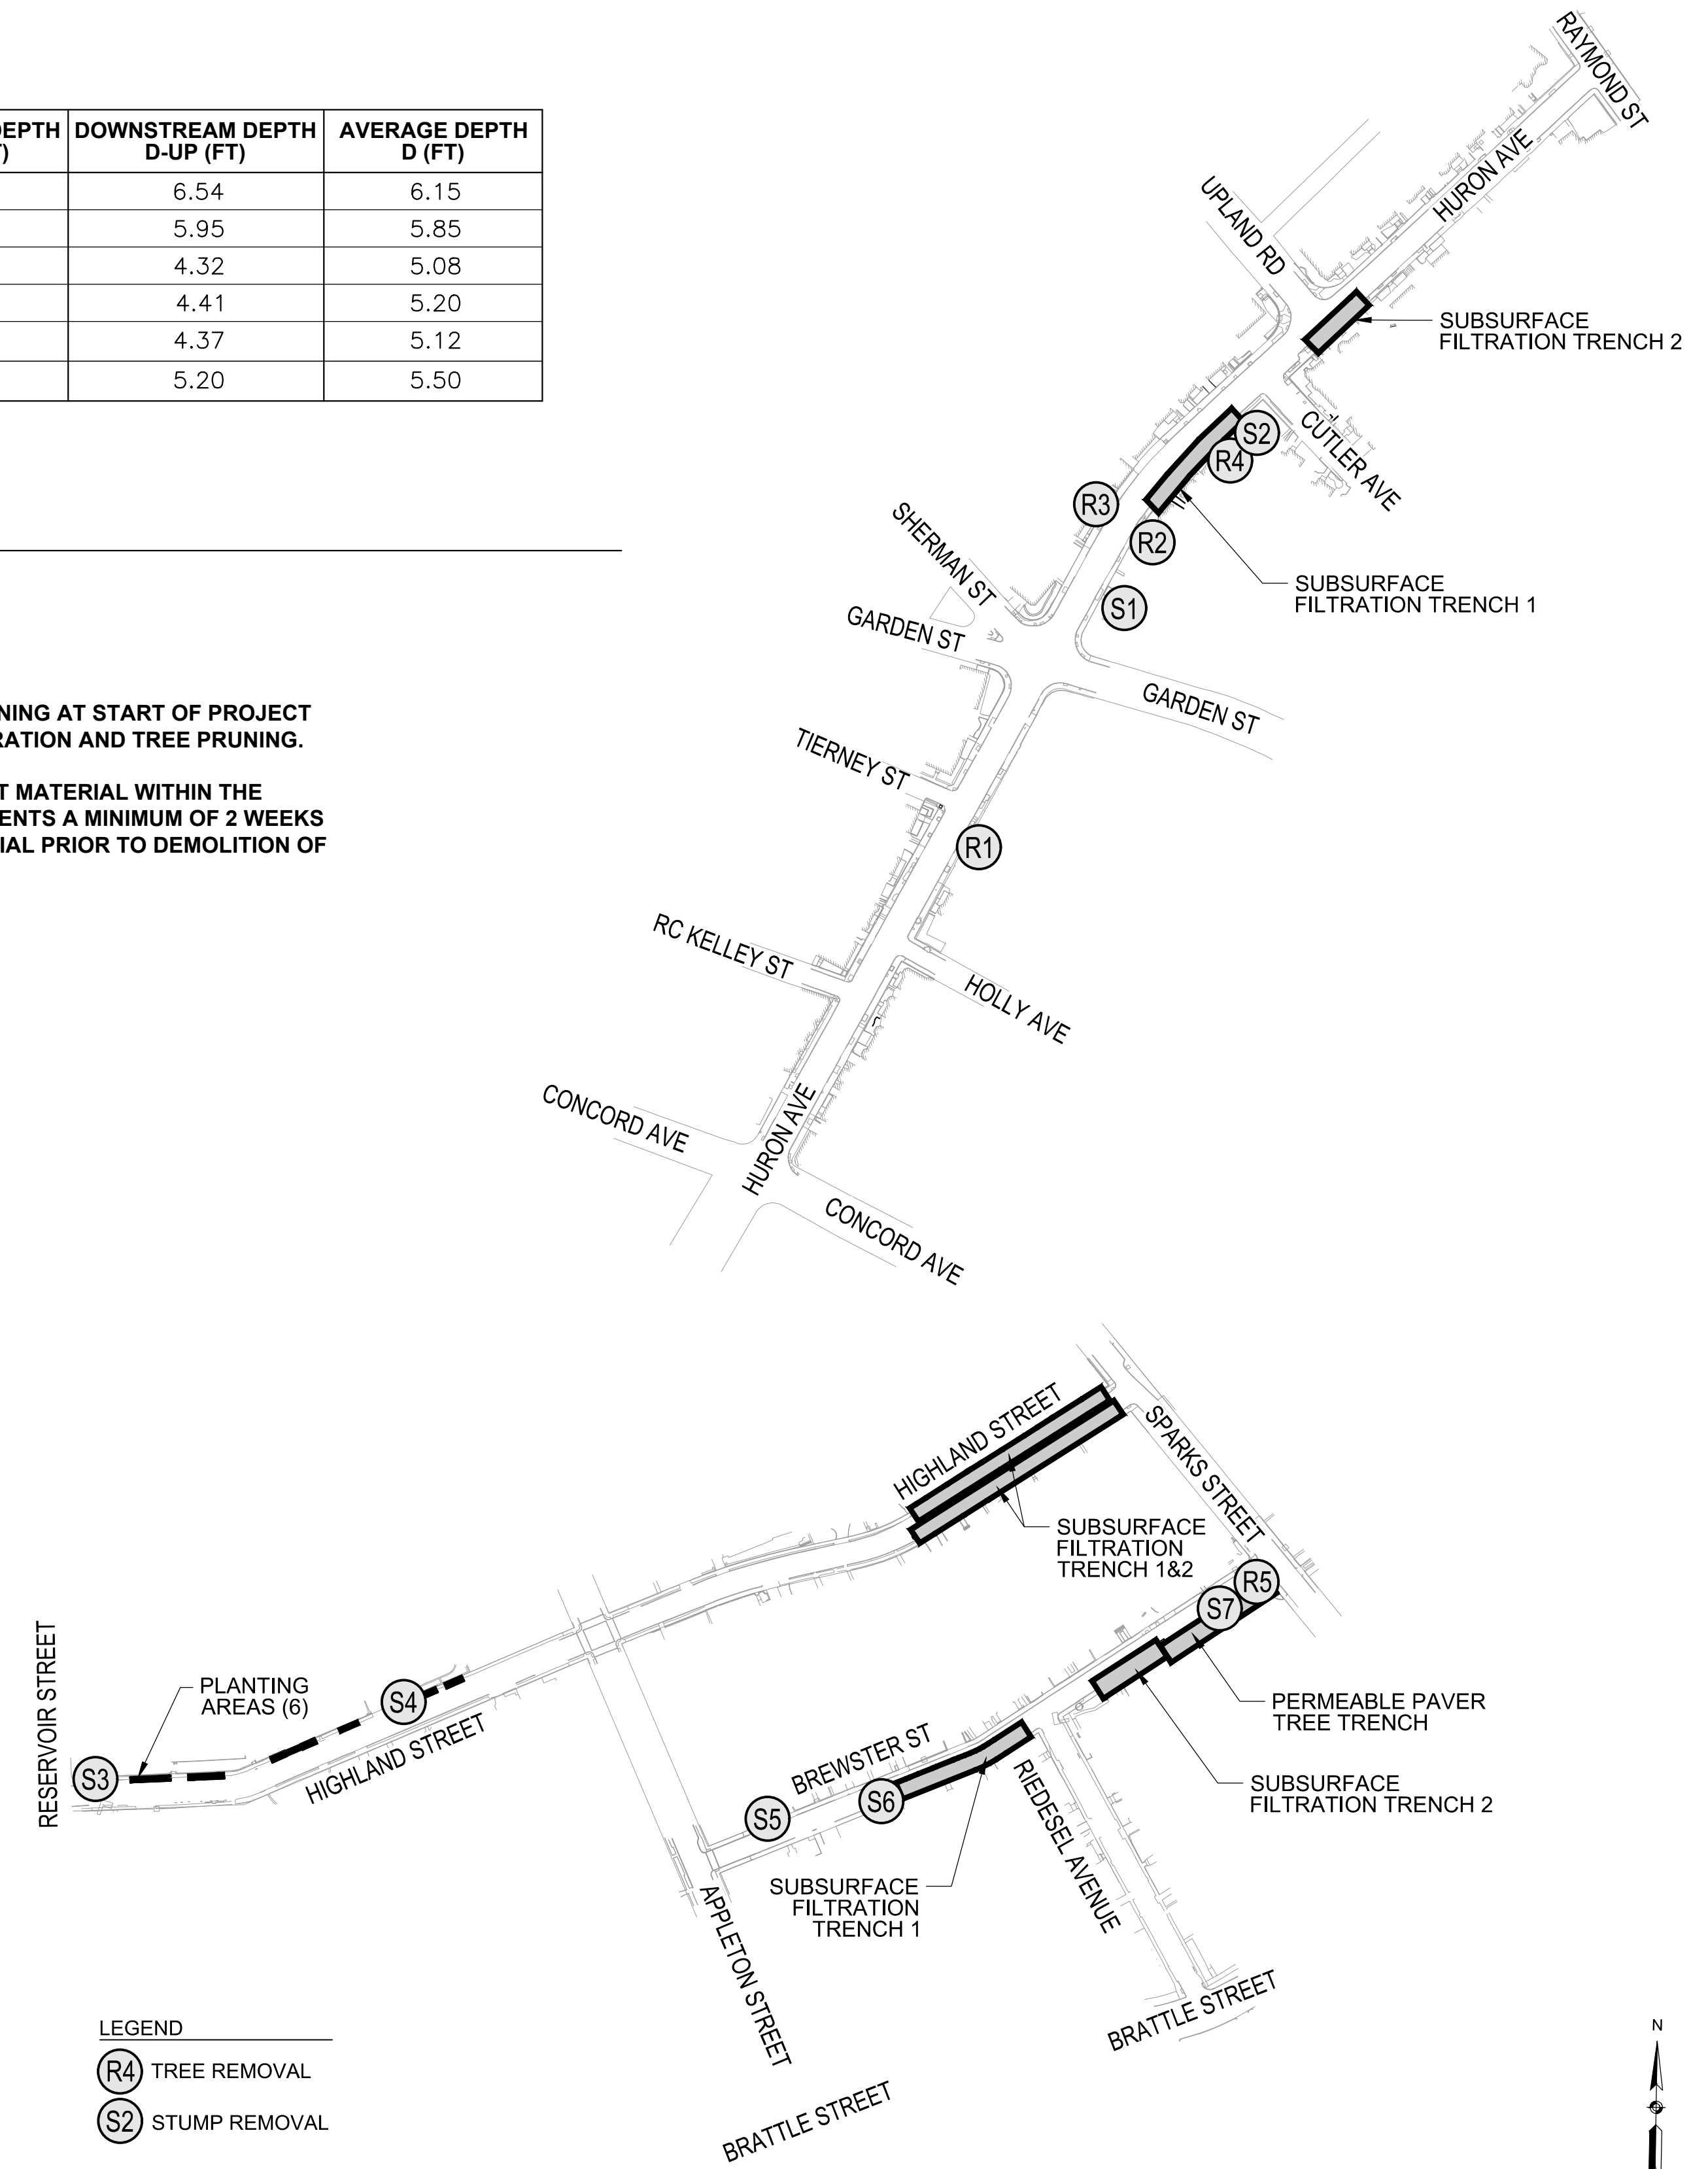 DEPTH DOWNSTREAM DEPTH AVERAGE DEPTH
D-UP (FT) D (FT)
6.54 6.15
5.95 5.85
4.32 5.08
4.41 5.20
4.37 5.12
5.20 5.50
NING AT START OF PROJECT
RATION AND TREE PRUNING.
T MATERIAL WITHIN THE
ENTS A MINIMUM OF 2 WEEKS
IAL PRIOR TO DEMOLITION OF
RAYMOND ST
HURON AVE
UPLAND RD
SUBSURFACE
FILTRATION TRENCH 2
CUTLER AVE
S2
R4
R3
R2
SHERMAN ST
SUBSURFACE
FILTRATION TRENCH 1
S1
GARDEN ST
GARDEN ST
TIERNEY ST
R1
RC KELLEY ST
HOLLY AVE
CONCORD AVE
HURON AVE
CONCORD AVE
HIGHLAND STREET
SPARKS STREET
SUBSURFACE
FILTRATION
TRENCH 1&2
R5
S7
RESERVOIR STREET
PLANTING
AREAS (6)
S4
S3
HIGHLAND STREET
PERMEABLE PAVER
TREE TRENCH
BREWSTER ST
SUBSURFACE
FILTRATION TRENCH 2
S6
S5
RIEDESEL AVENUE
SUBSURFACE
FILTRATION
TRENCH 1
APPLETON STREET
BRATTLE STREET
BRATTLE STREET
LEGEND
R4 TREE REMOVAL
S2 STUMP REMOVAL
N